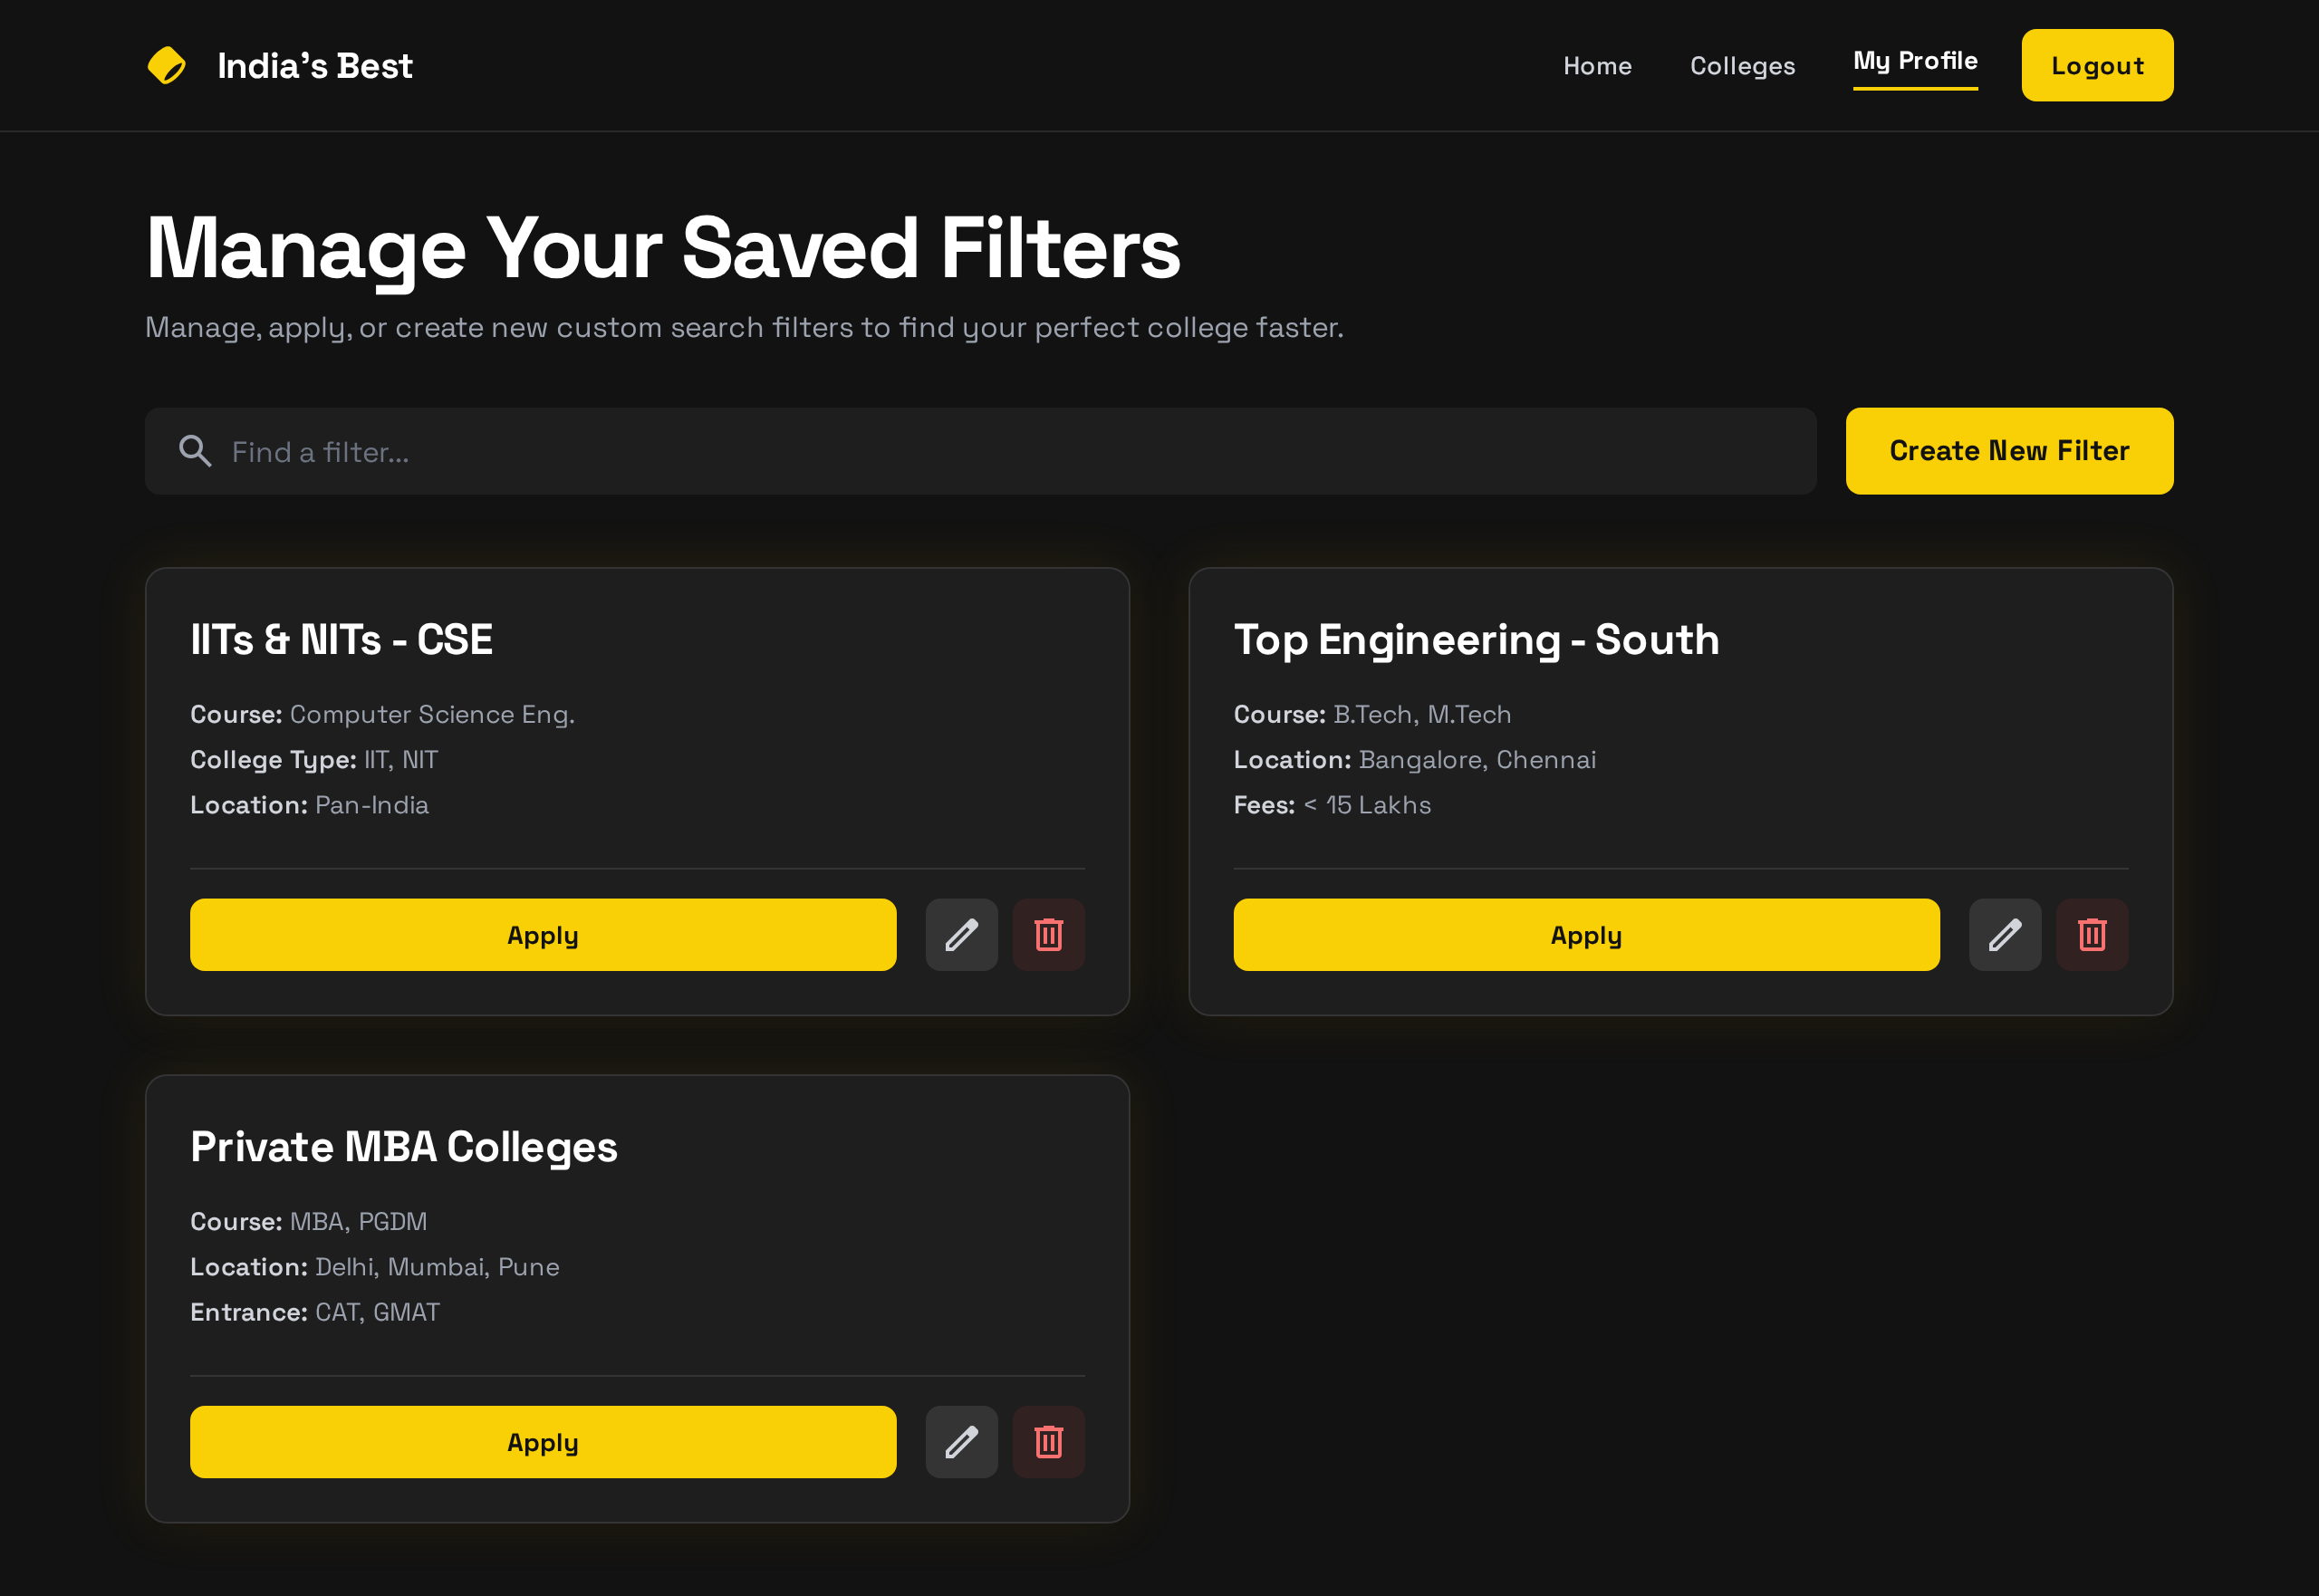 India's Best
Home
Colleges
My Profile
Logout
Manage Your Saved Filters
Manage, apply, or create new custom search filters to find your perfect college faster.
Find a filter...
Create New Filter
IITs & NITs - CSE
Course: Computer Science Eng.
College Type: IIT, NIT
Location: Pan-India
Apply
Top Engineering - South
Course: B.Tech, M.Tech
Location: Bangalore, Chennai
Fees: < 15 Lakhs
Apply
Private MBA Colleges
Course: MBA, PGDM
Location: Delhi, Mumbai, Pune
Entrance: CAT, GMAT
Apply